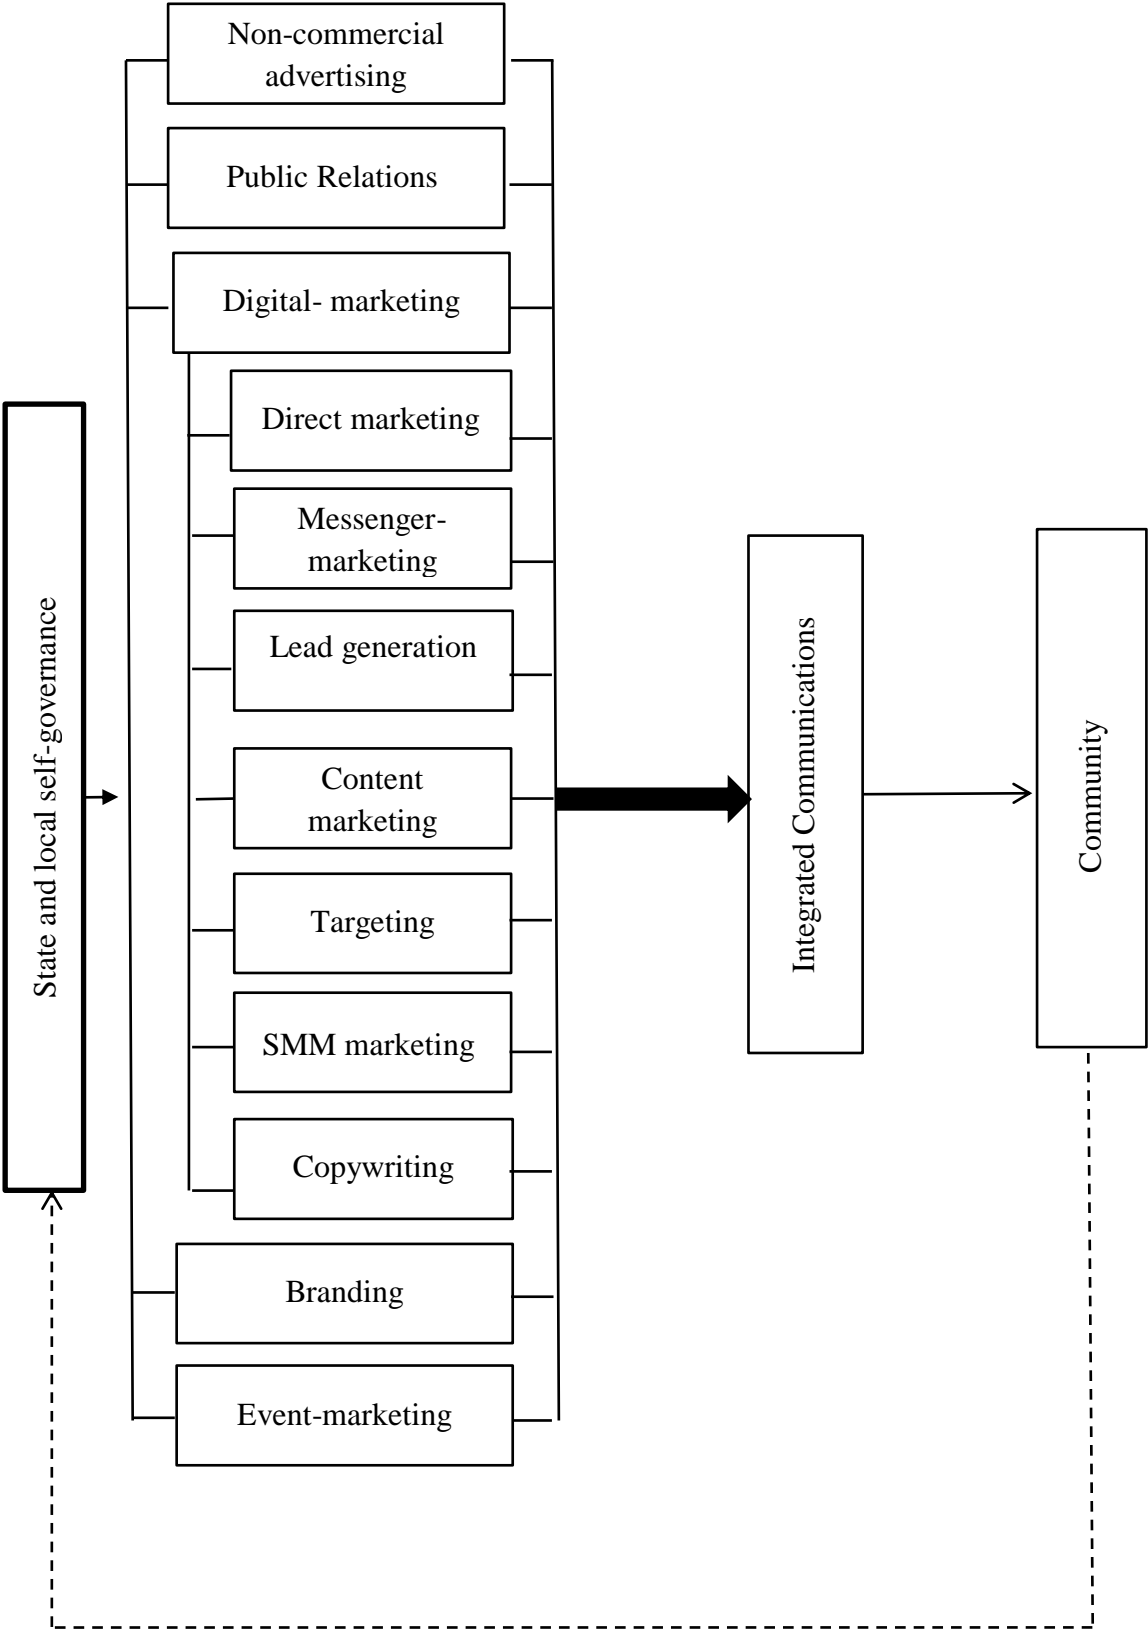 Non-commercial
advertising
Public Relations
Digital- marketing
Direct marketing
Messenger-
marketing
Lead generation
Content
marketing
Targeting
SMM marketing
Copywriting
Branding
Event-marketing
State and local self-governance
Integrated Communications
Community